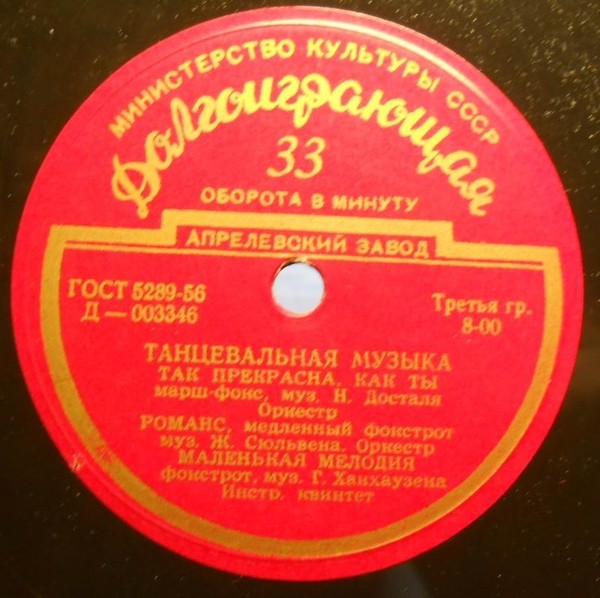 МИНИСТЕРСТВО КУЛЬТУРЫ СССР
Долгоиграющая
33
ОБОРОТА В МИНУТУ
АПРЕЛЕВСКИЙ ЗАВОД
ГОСТ 5289-56
Д — 003346
Третья гр.
8-00
ТАНЦЕВАЛЬНАЯ МУЗЫКА
ТАК ПРЕКРАСНА, КАК ТЫ
марш-фокс, муз. Н. Досталя
Оркестр
РОМАНС, медленный фокстрот
муз. Ж. Сюльвена. Оркестр
МАЛЕНЬКАЯ МЕЛОДИЯ
фокстрот, муз. Г. Ханхаузена
Инстр. квинтет